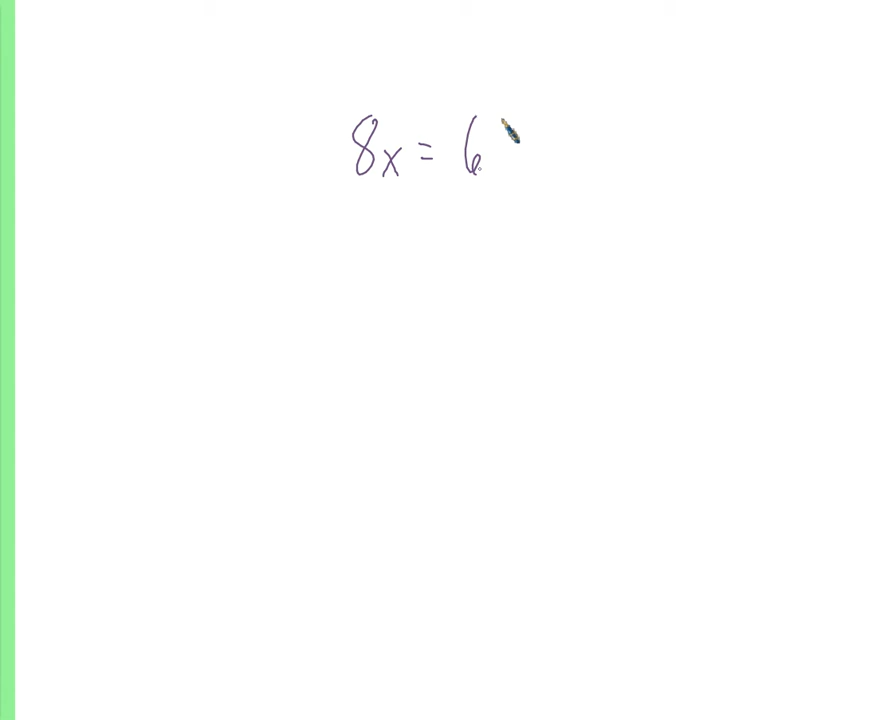 8x = 6